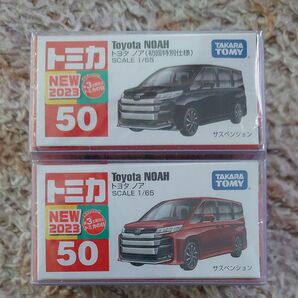 トミカ
Toyota NOAH
トヨタ ノア(初回特別仕様)
SCALE 1/65
TAKARA
TOMY
NEW
2023
50
サスペンション
トミカ
Toyota NOAH
トヨタ ノア
SCALE 1/65
TAKARA
TOMY
NEW
2023
50
サスペンション